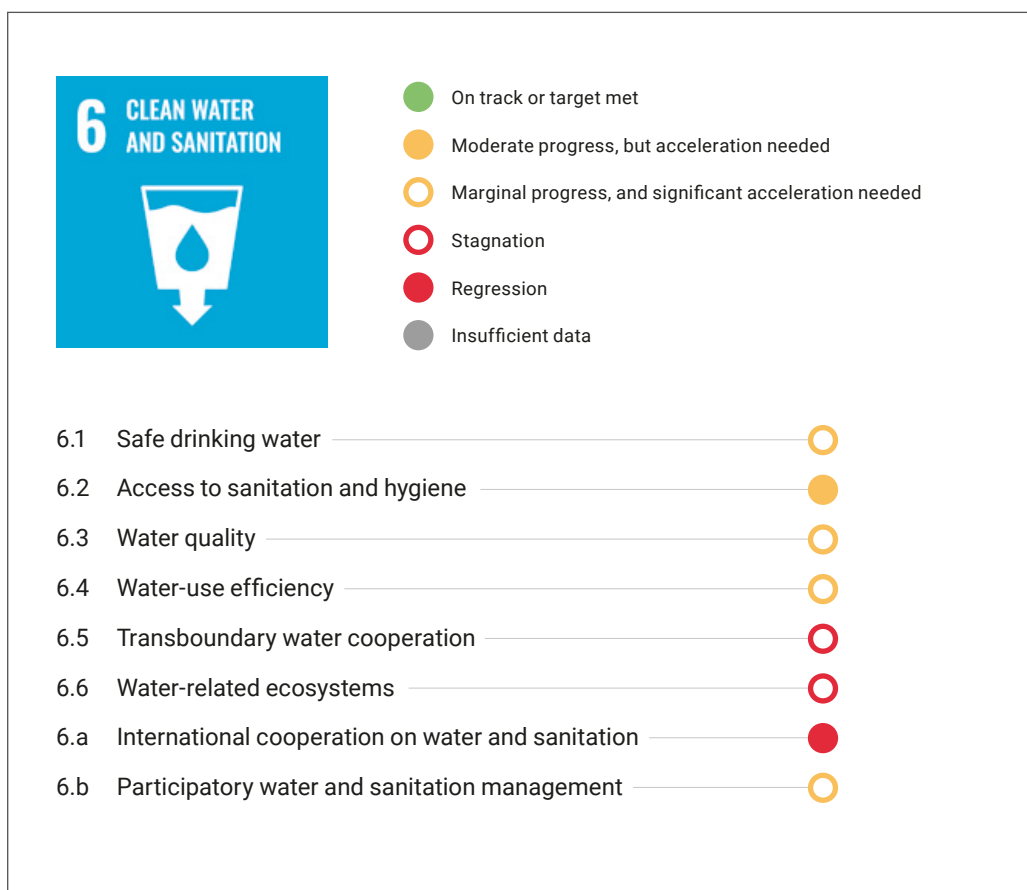 6 CLEAN WATER
AND SANITATION
On track or target met
Moderate progress, but acceleration needed
Marginal progress, and significant acceleration needed
Stagnation
Regression
Insufficient data
6.1 Safe drinking water
6.2 Access to sanitation and hygiene
6.3 Water quality
6.4 Water-use efficiency
6.5 Transboundary water cooperation
6.6 Water-related ecosystems
6.a International cooperation on water and sanitation
6.b Participatory water and sanitation management